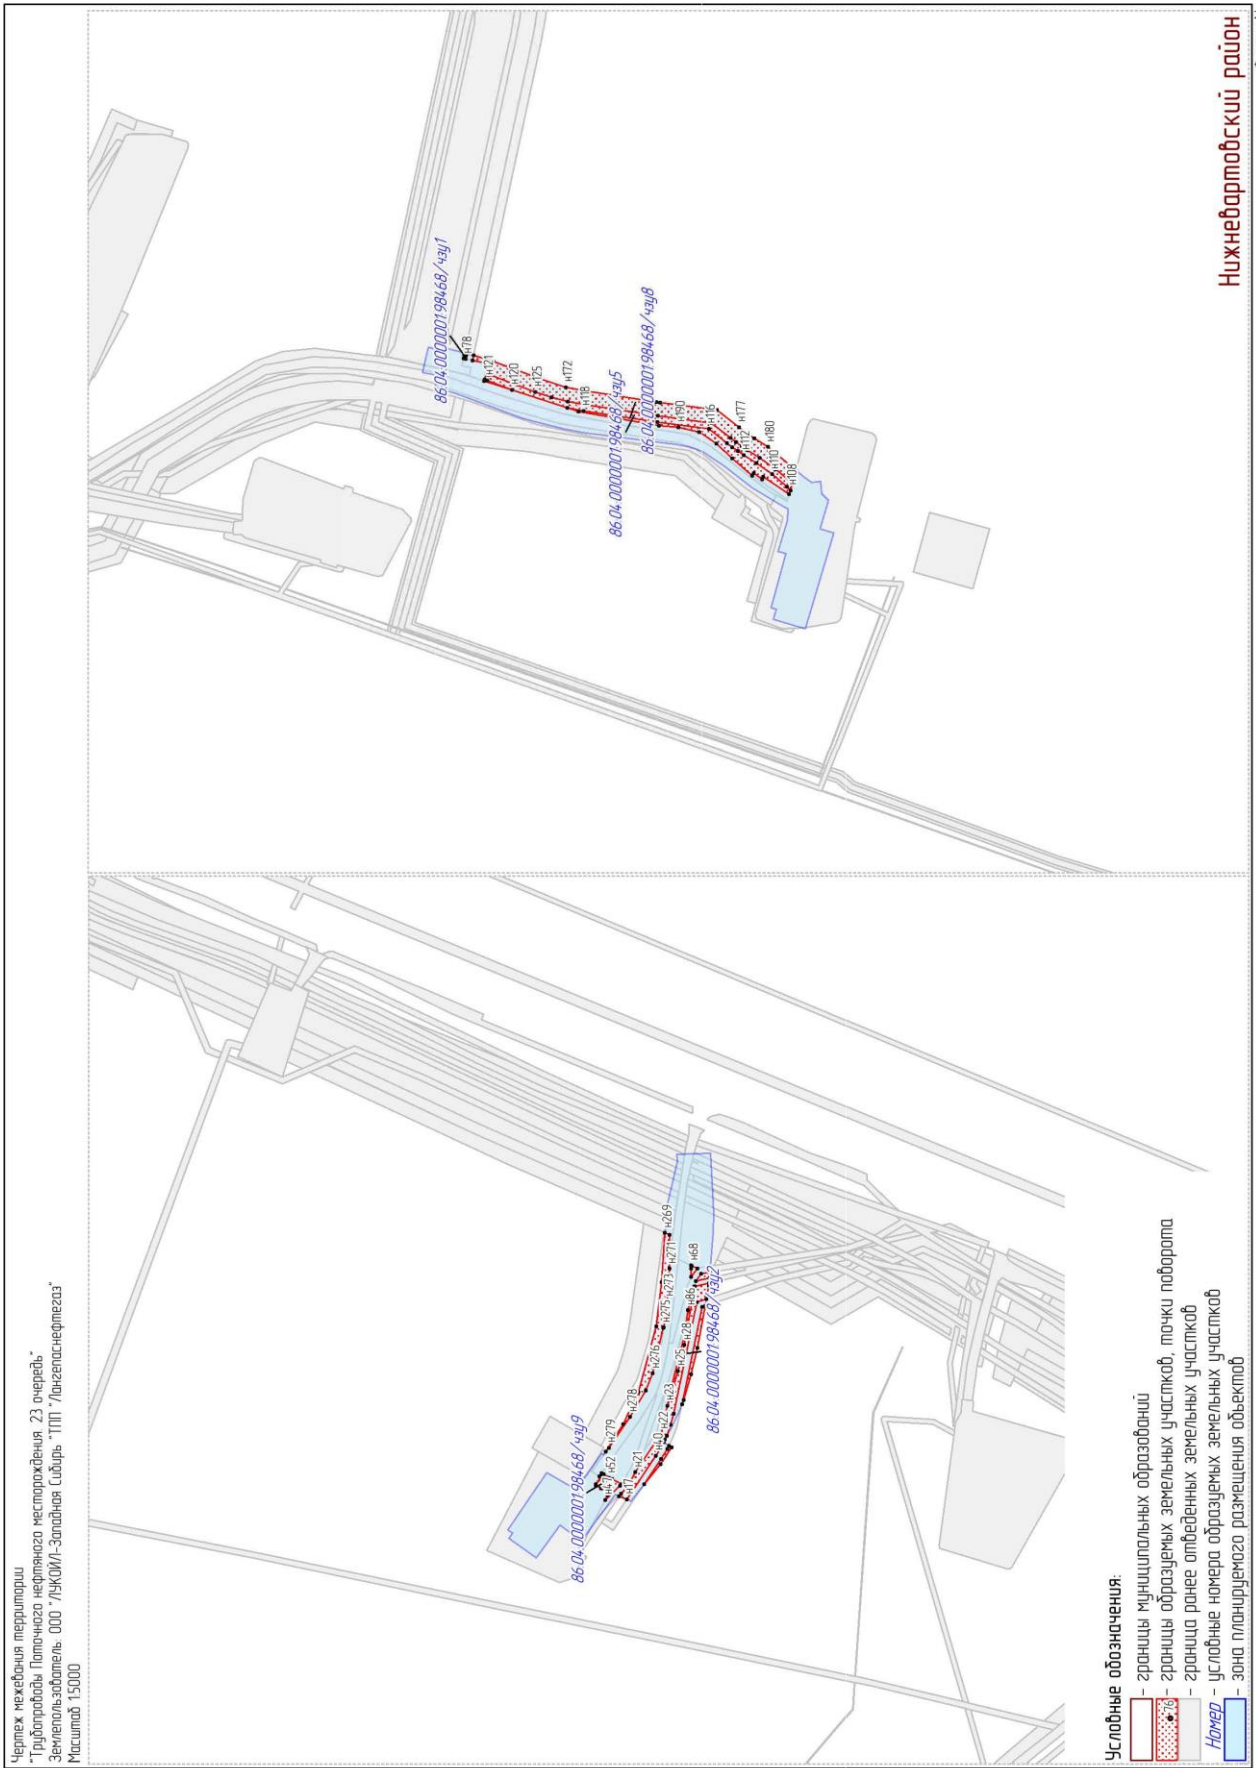 Чертеж межевания территории
"Трубопроводы Поточного нефтяного месторождения. 23 очередь"
Землепользователь: ООО "ЛУКОЙЛ-Западная Сибирь "ТПП "Лангепаснефтегаз"
Масштаб 1:5000
86:04:0000001:98468/чзу9
н47
н52
н17
н279
н21
н278
н40
н22
н23
н276
н25
н28
н275
н86
н273
н68
н271
н269
86:04:0000001:98468/чзу2
86:04:0000001:98468/чзу1
н78
н121
н120
н125
н172
н118
86:04:0000001:98468/чзу5
86:04:0000001:98468/чзу8
н190
н116
н177
н112
н180
н110
н108
Нижневартовский район
Условные обозначения:
- границы муниципальных образований
76 - границы образуемых земельных участков, точки поворота
- граница ранее отведенных земельных участков
Номер - условные номера образуемых земельных участков
- зона планируемого размещения объектов